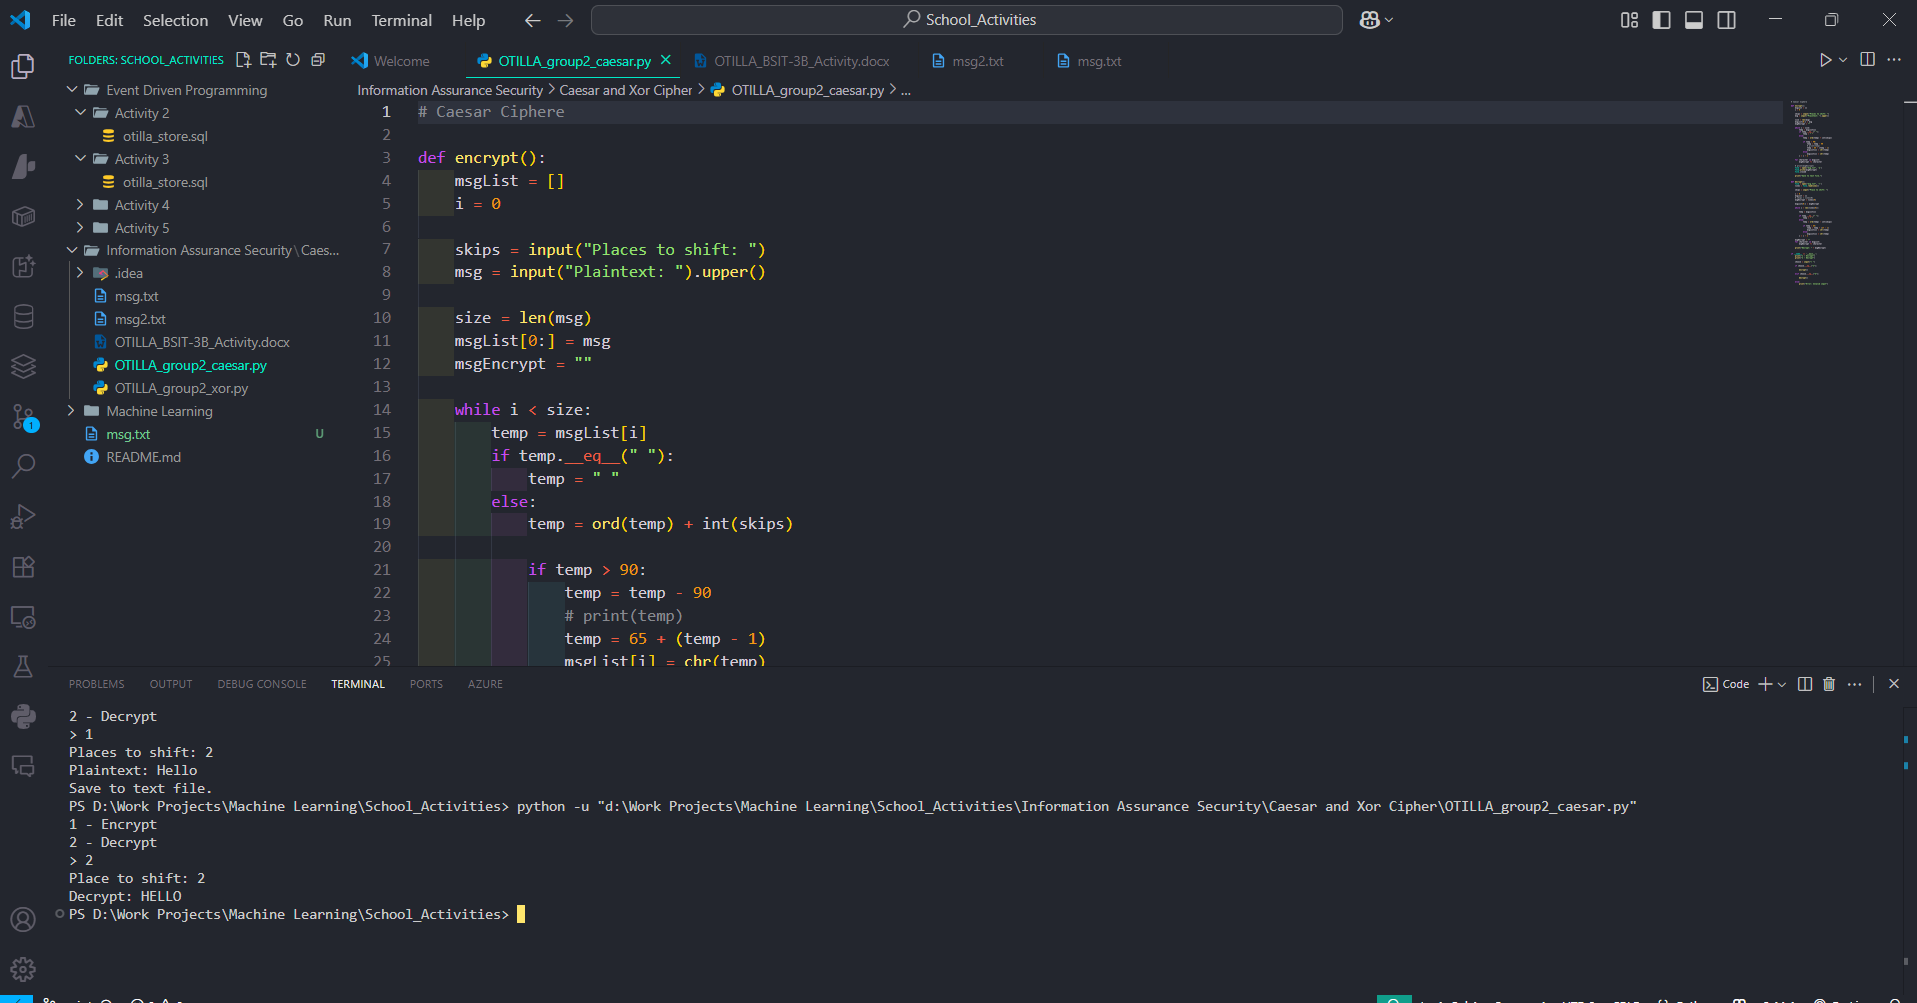 File Edit Selection View Go Run Terminal Help
School_Activities
FOLDERS: SCHOOL_ACTIVITIES
Event Driven Programming
Activity 2
otilla_store.sql
Activity 3
otilla_store.sql
Activity 4
Activity 5
Information Assurance Security\Caes...
.idea
msg.txt
msg2.txt
OTILLA_BSIT-3B_Activity.docx
OTILLA_group2_caesar.py
OTILLA_group2_xor.py
Machine Learning
msg.txt U
README.md
1
Welcome OTILLA_group2_caesar.py OTILLA_BSIT-3B_Activity.docx msg2.txt msg.txt
Information Assurance Security > Caesar and Xor Cipher > OTILLA_group2_caesar.py > ...
1 # Caesar Ciphere
2
3 def encrypt():
4 msgList = []
5 i = 0
6
7 skips = input("Places to shift: ")
8 msg = input("Plaintext: ").upper()
9
10 size = len(msg)
11 msgList[0:] = msg
12 msgEncrypt = ""
13
14 while i < size:
15 temp = msgList[i]
16 if temp.__eq__(" "):
17 temp = " "
18 else:
19 temp = ord(temp) + int(skips)
20
21 if temp > 90:
22 temp = temp - 90
23 # print(temp)
24 temp = 65 + (temp - 1)
25 msgList[i] = chr(temp)
PROBLEMS OUTPUT DEBUG CONSOLE TERMINAL PORTS AZURE
Code
2 - Decrypt
> 1
Places to shift: 2
Plaintext: Hello
Save to text file.
PS D:\Work Projects\Machine Learning\School_Activities> python -u "d:\Work Projects\Machine Learning\School_Activities\Information Assurance Security\Caesar and Xor Cipher\OTILLA_group2_caesar.py"
1 - Encrypt
2 - Decrypt
> 2
Place to shift: 2
Decrypt: HELLO
PS D:\Work Projects\Machine Learning\School_Activities>